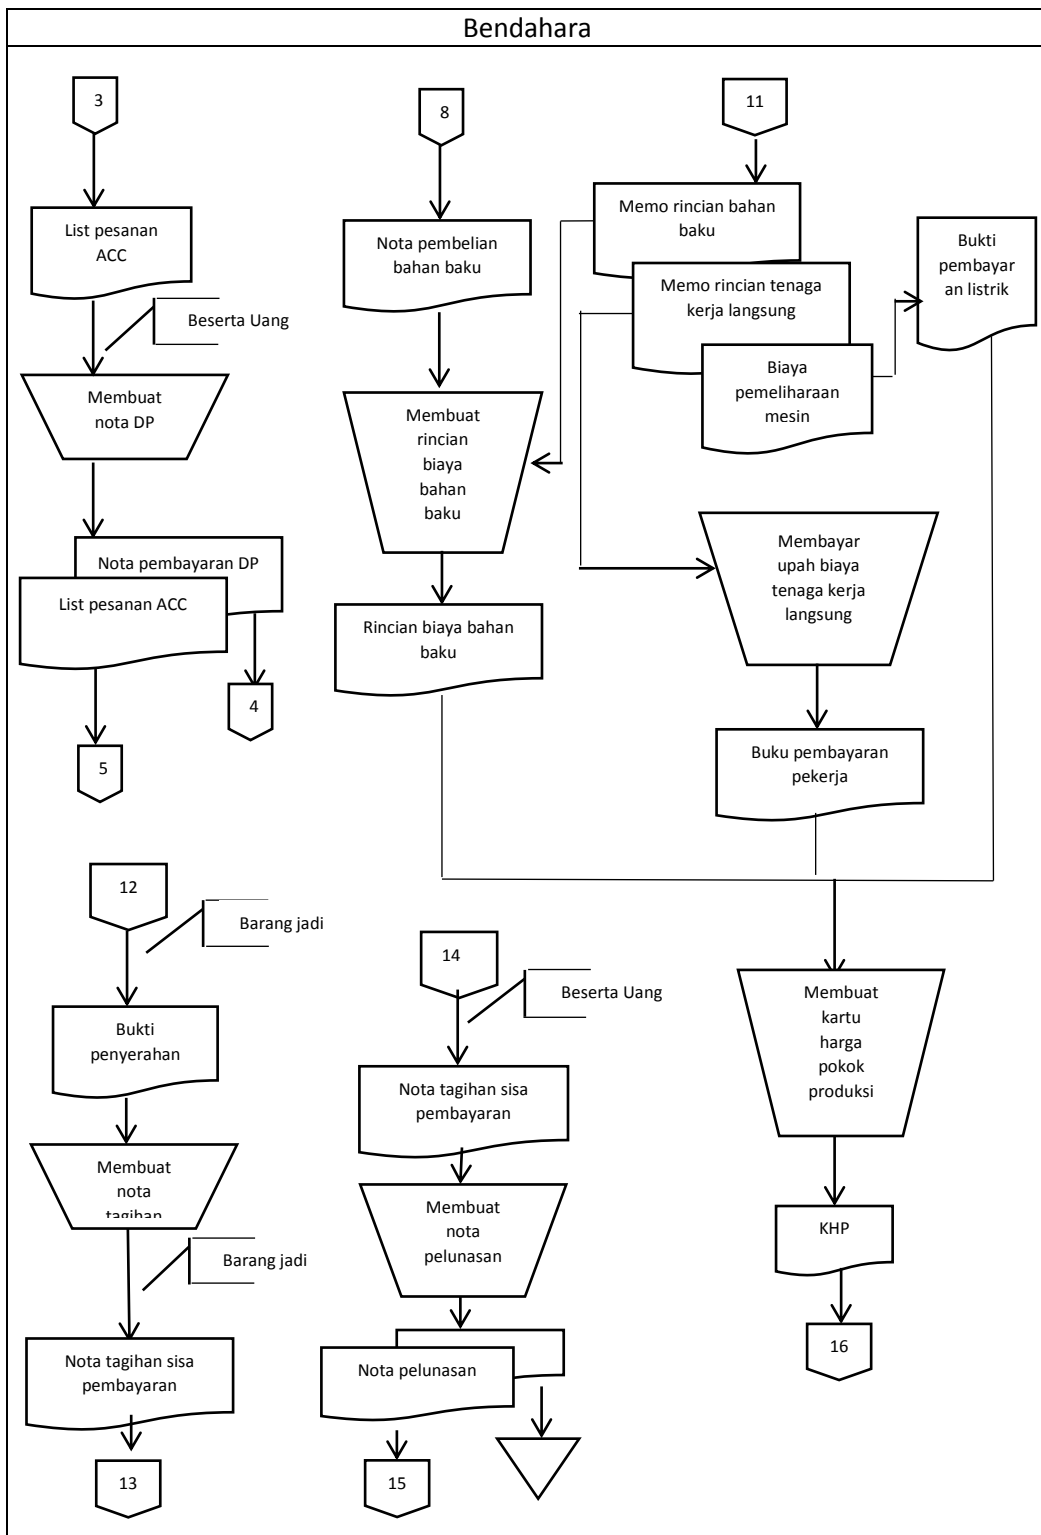 Bendahara
3
List pesanan
ACC
Beserta Uang
Membuat
nota DP
Nota pembayaran DP
List pesanan ACC
4
5
8
Nota pembelian
bahan baku
Membuat
rincian
biaya
bahan
baku
Rincian biaya bahan
baku
11
Memo rincian bahan
baku
Memo rincian tenaga
kerja langsung
Biaya
pemeliharaan
mesin
Bukti
pembayar
an listrik
Membayar
upah biaya
tenaga kerja
langsung
Buku pembayaran
pekerja
12
Barang jadi
Bukti
penyerahan
Membuat
nota
tagihan
Barang jadi
Nota tagihan sisa
pembayaran
13
14
Beserta Uang
Nota tagihan sisa
pembayaran
Membuat
nota
pelunasan
Nota pelunasan
15
Membuat
kartu
harga
pokok
produksi
KHP
16